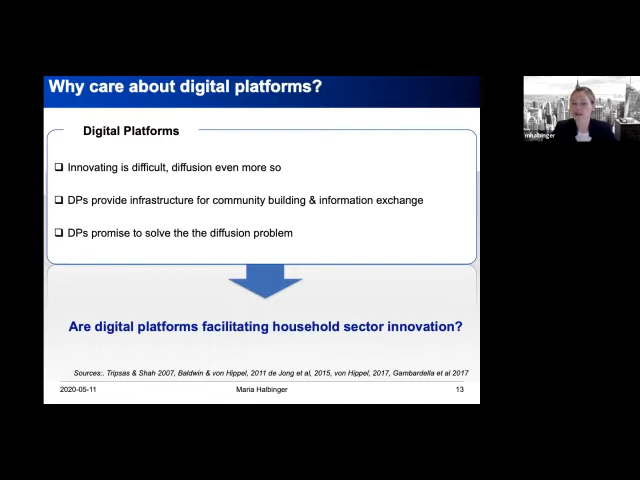 Why care about digital platforms?
Digital Platforms
Innovating is difficult, diffusion even more so
DPs provide infrastructure for community building & information exchange
DPs promise to solve the the diffusion problem
Are digital platforms facilitating household sector innovation?
Sources:. Tripsas & Shah 2007, Baldwin & von Hippel, 2011 de Jong et al, 2015, von Hippel, 2017, Gambardella et al 2017
2020-05-11
Maria Halbinger
13
mhalbinger